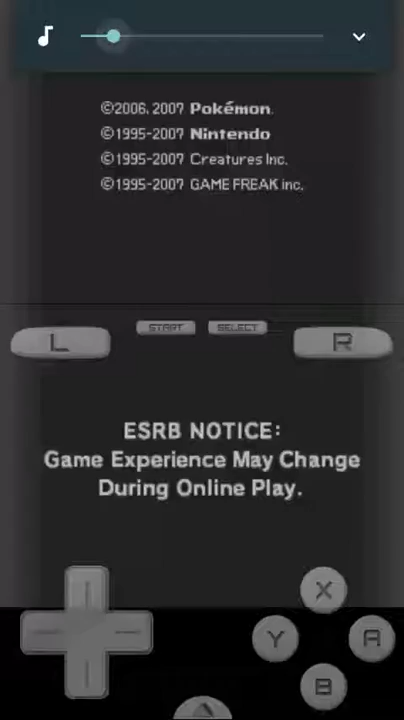 ©2006, 2007 Pokémon.
©1995-2007 Nintendo
©1995-2007 Creatures Inc.
©1995-2007 GAME FREAK inc.
L START SELECT R
ESRB NOTICE:
Game Experience May Change
During Online Play.
X
Y A
B